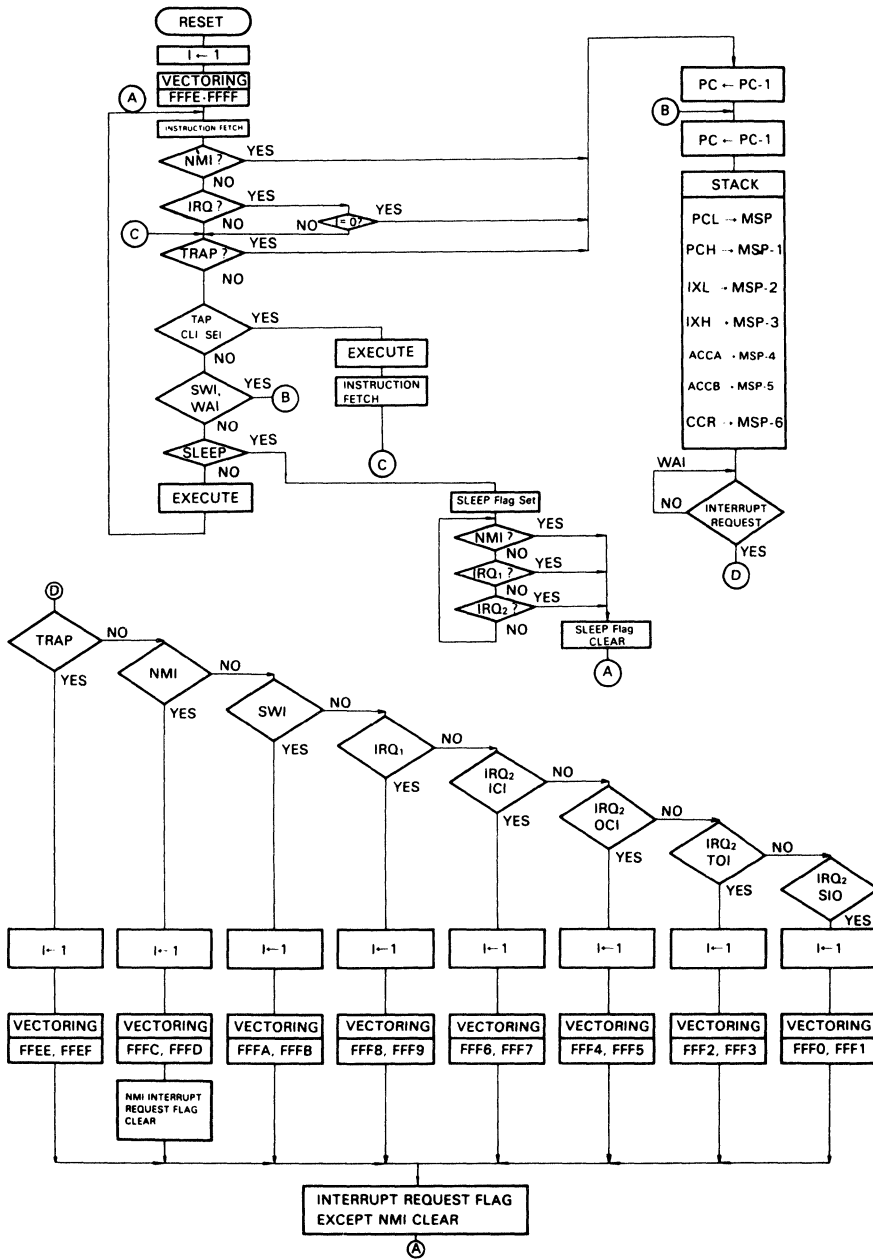 RESET
I ← 1
VECTORING
FFFE-FFFF
A
INSTRUCTION FETCH
NMI ?
YES
NO
IRQ ?
YES
NO
I = 0?
YES
NO
C
TRAP ?
YES
NO
TAP
CLI SEI
YES
NO
EXECUTE
INSTRUCTION
FETCH
C
SWI,
WAI
YES
B
NO
SLEEP
YES
NO
EXECUTE
SLEEP Flag Set
NMI ?
YES
NO
IRQ₁ ?
YES
NO
IRQ₂ ?
YES
NO
SLEEP Flag
CLEAR
A
PC ← PC-1
B
PC ← PC-1
STACK
PCL → MSP
PCH → MSP-1
IXL → MSP-2
IXH → MSP-3
ACCA → MSP-4
ACCB → MSP-5
CCR → MSP-6
WAI
NO
INTERRUPT
REQUEST
YES
D
D
TRAP
NO
YES
NMI
NO
YES
SWI
NO
YES
IRQ₁
NO
YES
IRQ₂
ICI
NO
YES
IRQ₂
OCI
NO
YES
IRQ₂
TOI
NO
YES
IRQ₂
SIO
YES
I ← 1
I ← 1
I ← 1
I ← 1
I ← 1
I ← 1
I ← 1
I ← 1
VECTORING
FFEE, FFEF
VECTORING
FFFC, FFFD
VECTORING
FFFA, FFFB
VECTORING
FFF8, FFF9
VECTORING
FFF6, FFF7
VECTORING
FFF4, FFF5
VECTORING
FFF2, FFF3
VECTORING
FFF0, FFF1
NMI INTERRUPT
REQUEST FLAG
CLEAR
INTERRUPT REQUEST FLAG
EXCEPT NMI CLEAR
A